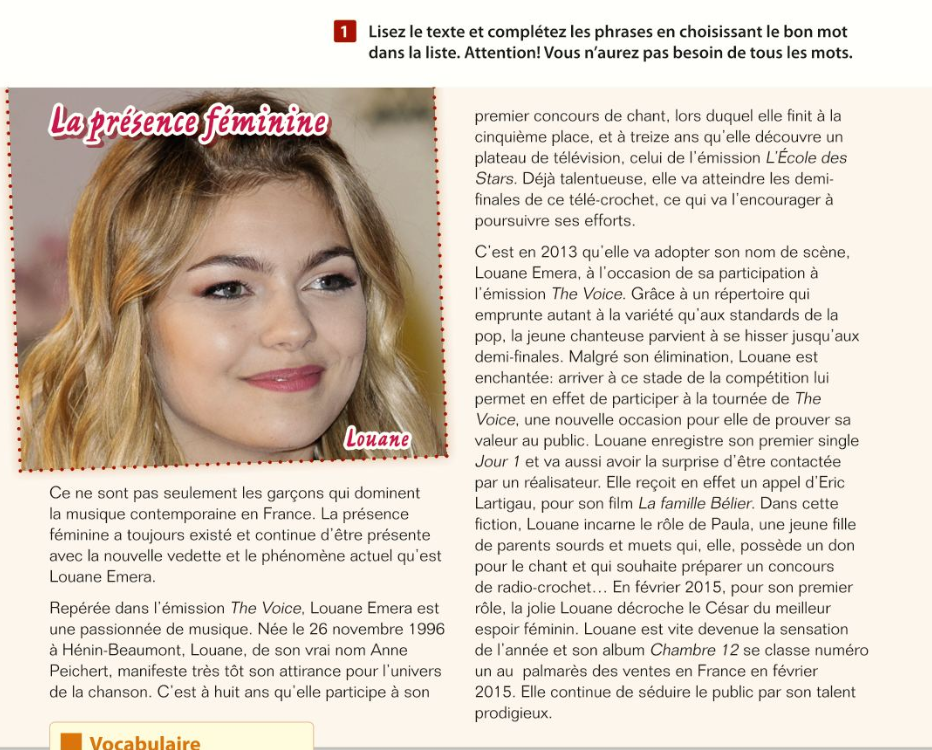 1 Lisez le texte et complétez les phrases en choisissant le bon mot
dans la liste. Attention! Vous n'aurez pas besoin de tous les mots.
La présence féminine
Louane
Ce ne sont pas seulement les garçons qui dominent
la musique contemporaine en France. La présence
féminine a toujours existé et continue d'être présente
avec la nouvelle vedette et le phénomène actuel qu'est
Louane Emera.
Repérée dans l'émission The Voice, Louane Emera est
une passionnée de musique. Née le 26 novembre 1996
à Hénin-Beaumont, Louane, de son vrai nom Anne
Peichert, manifeste très tôt son attirance pour l'univers
de la chanson. C'est à huit ans qu'elle participe à son
premier concours de chant, lors duquel elle finit à la
cinquième place, et à treize ans qu'elle découvre un
plateau de télévision, celui de l'émission L'École des
Stars. Déjà talentueuse, elle va atteindre les demi-
finales de ce télé-crochet, ce qui va l'encourager à
poursuivre ses efforts.
C'est en 2013 qu'elle va adopter son nom de scène,
Louane Emera, à l'occasion de sa participation à
l'émission The Voice. Grâce à un répertoire qui
emprunte autant à la variété qu'aux standards de la
pop, la jeune chanteuse parvient à se hisser jusqu'aux
demi-finales. Malgré son élimination, Louane est
enchantée: arriver à ce stade de la compétition lui
permet en effet de participer à la tournée de The
Voice, une nouvelle occasion pour elle de prouver sa
valeur au public. Louane enregistre son premier single
Jour 1 et va aussi avoir la surprise d'être contactée
par un réalisateur. Elle reçoit en effet un appel d'Eric
Lartigau, pour son film La famille Bélier. Dans cette
fiction, Louane incarne le rôle de Paula, une jeune fille
de parents sourds et muets qui, elle, possède un don
pour le chant et qui souhaite préparer un concours
de radio-crochet... En février 2015, pour son premier
rôle, la jolie Louane décroche le César du meilleur
espoir féminin. Louane est vite devenue la sensation
de l'année et son album Chambre 12 se classe numéro
un au palmarès des ventes en France en février
2015. Elle continue de séduire le public par son talent
prodigieux.
Vocabulaire